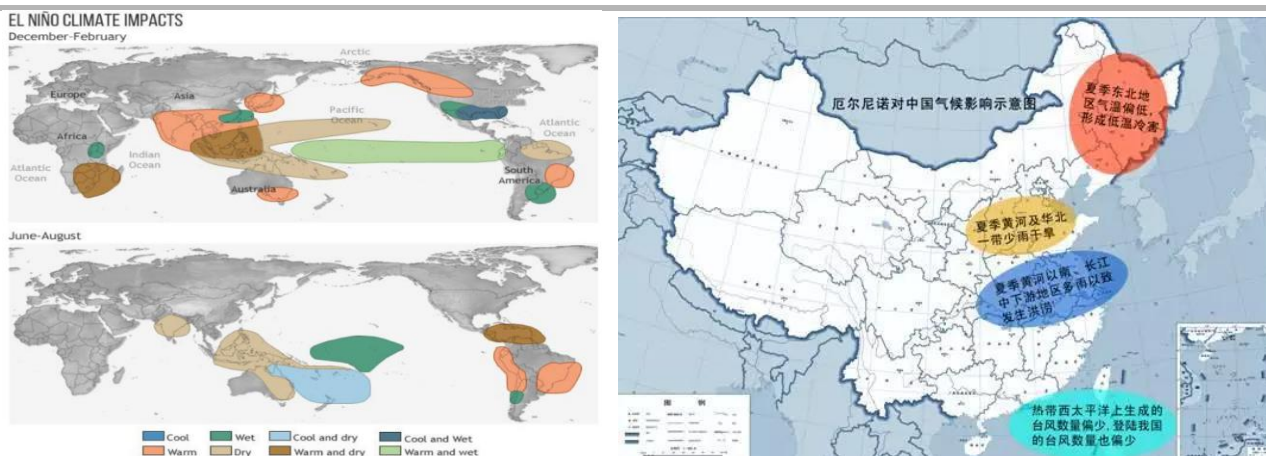 EL NIÑO CLIMATE IMPACTS
December-February
Arctic
Europe
Asia
Pacific
Ocean
Atlantic
Ocean
Africa
Indian
Ocean
Atlantic
Ocean
South
America
Australia
June-August
Cool
Wet
Cool and dry
Cool and Wet
Warm
Dry
Warm and dry
Warm and wet
厄尔尼诺对中国气候影响示意图
夏季东北地
区气温偏低,
形成低温冷害
夏季黄河及华北
一带少雨干旱
夏季黄河以南、长江
中下游地区多雨以致
发生洪涝
热带西太平洋上生成的
台风数量偏少,登陆我国
的台风数量也偏少
图 例